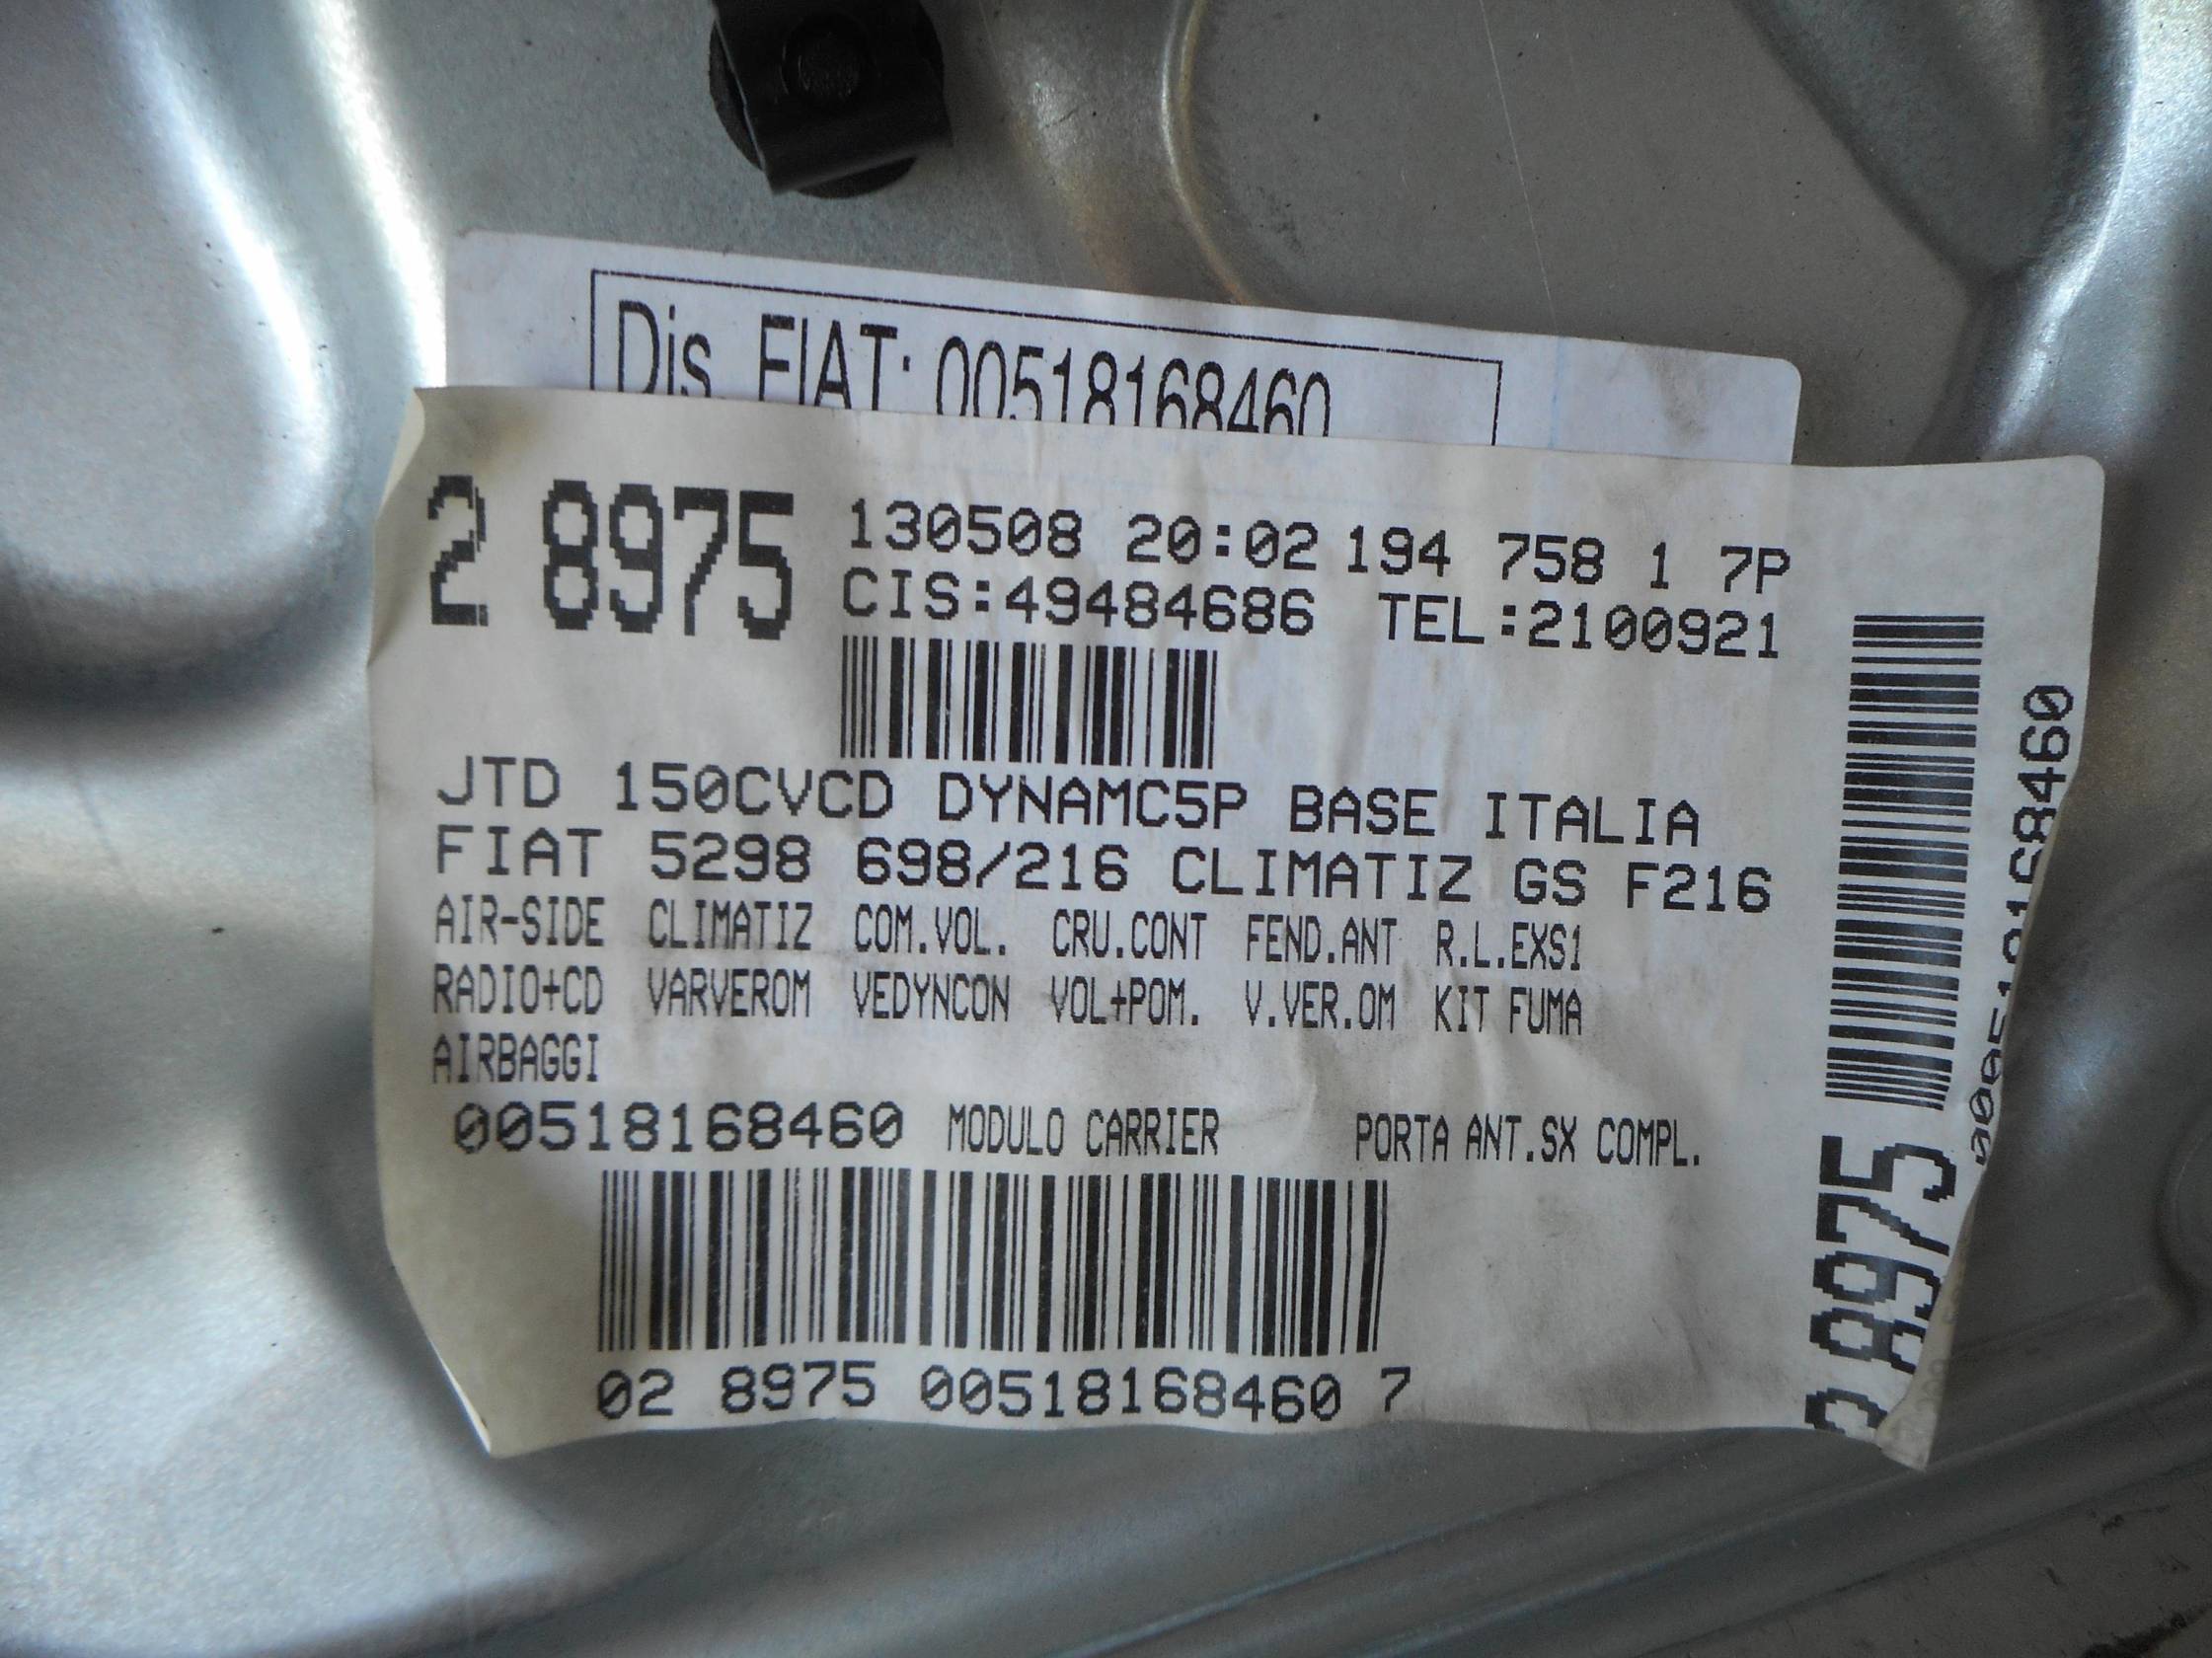 Dis. FIAT: 00518168460
2 8975
130508 20:02 194 758 1 7P
CIS:49484686 TEL:2100921
JTD 150CVCD DYNAMC5P BASE ITALIA
FIAT 5298 698/216 CLIMATIZ GS F216
AIR-SIDE CLIMATIZ COM.VOL. CRU.CONT FEND.ANT R.L.EXS1
RADIO+CD VARVEROM VEDYNCON VOL+POM. V.VER.OM KIT FUMA
AIRBAGGI
00518168460 MODULO CARRIER PORTA ANT.SX COMPL.
02 8975 00518168460 7
2 8975
00518168460